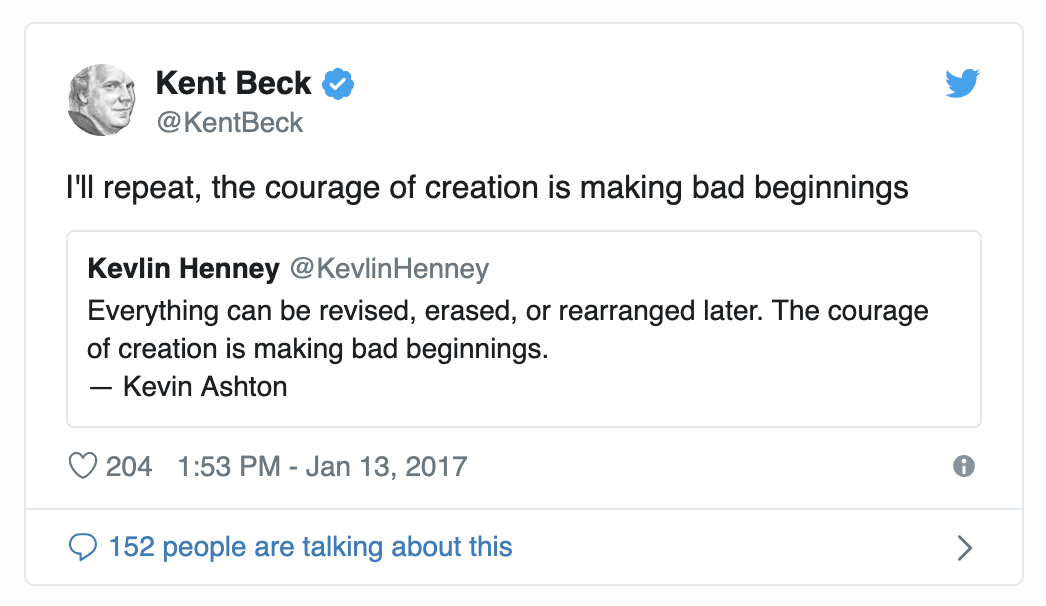 Kent Beck
@KentBeck
I'll repeat, the courage of creation is making bad beginnings
Kevlin Henney @KevlinHenney
Everything can be revised, erased, or rearranged later. The courage
of creation is making bad beginnings.
— Kevin Ashton
204 1:53 PM - Jan 13, 2017
152 people are talking about this